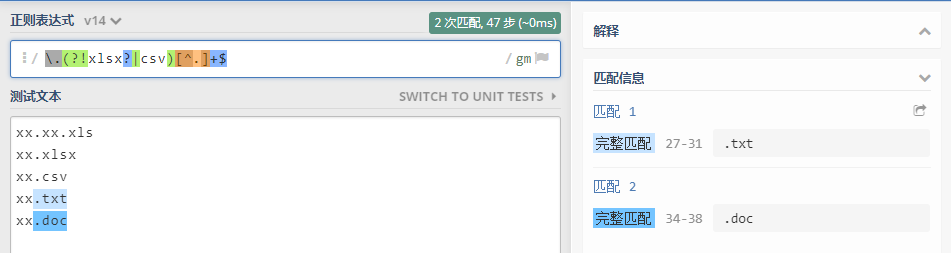 正则表达式 v14
2 次匹配, 47 步 (~0ms)
/ \.(?!xlsx?|csv)[^.]+$ / gm
测试文本
SWITCH TO UNIT TESTS
xx.xx.xls
xx.xlsx
xx.csv
xx.txt
xx.doc
解释
匹配信息
匹配 1
完整匹配 27-31 .txt
匹配 2
完整匹配 34-38 .doc